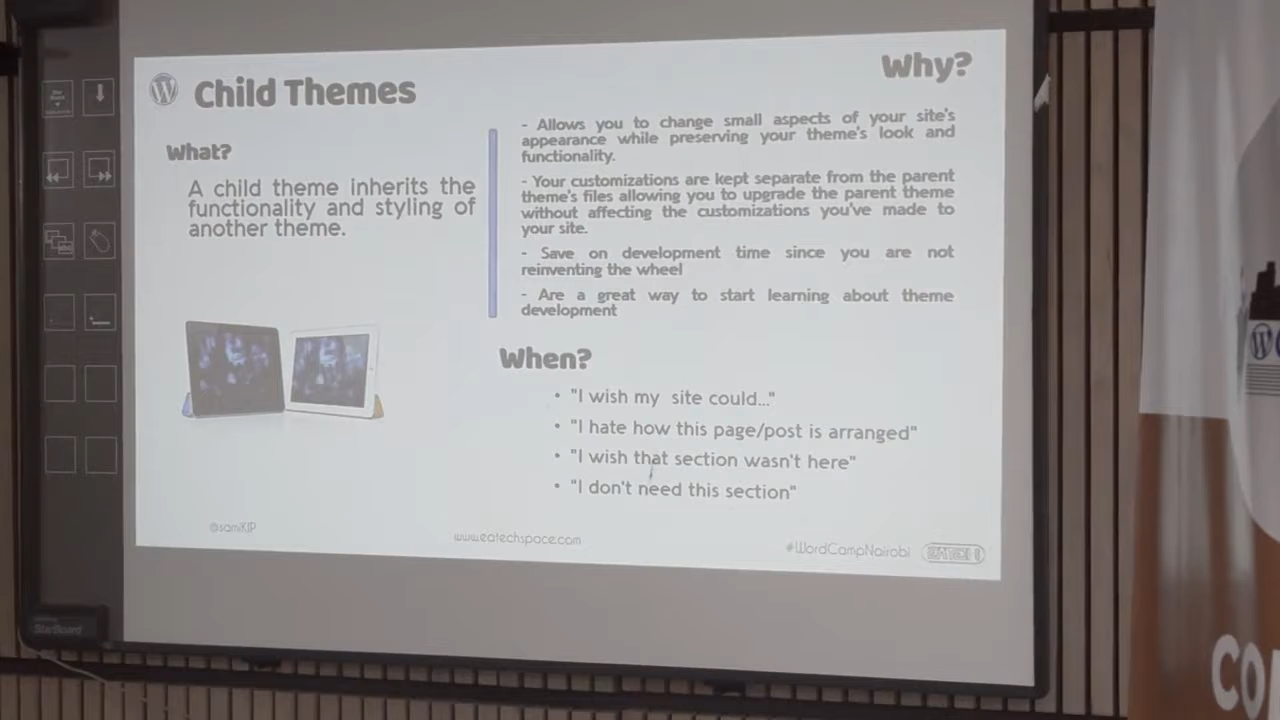 Child Themes
What?
A child theme inherits the
functionality and styling of
another theme.
Why?
- Allows you to change small aspects of your site's
appearance while preserving your theme's look and
functionality.
- Your customizations are kept separate from the parent
theme's files allowing you to upgrade the parent theme
without affecting the customizations you've made to
your site.
- Save on development time since you are not
reinventing the wheel
- Are a great way to start learning about theme
development
When?
• "I wish my site could..."
• "I hate how this page/post is arranged"
• "I wish that section wasn't here"
• "I don't need this section"
@samKIP
www.eatechspace.com
#WordCampNairobi
StarBoard
W
CO